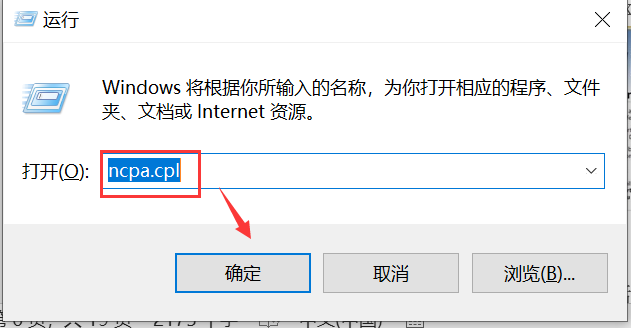 运行
Windows 将根据你所输入的名称，为你打开相应的程序、文件
夹、文档或 Internet 资源。
打开(O): ncpa.cpl
确定 取消 浏览(B)...